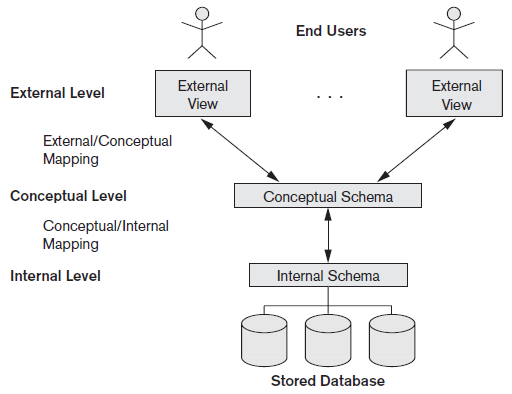 End Users
External Level
External
View
. . .
External
View
External/Conceptual
Mapping
Conceptual Level
Conceptual Schema
Conceptual/Internal
Mapping
Internal Level
Internal Schema
Stored Database